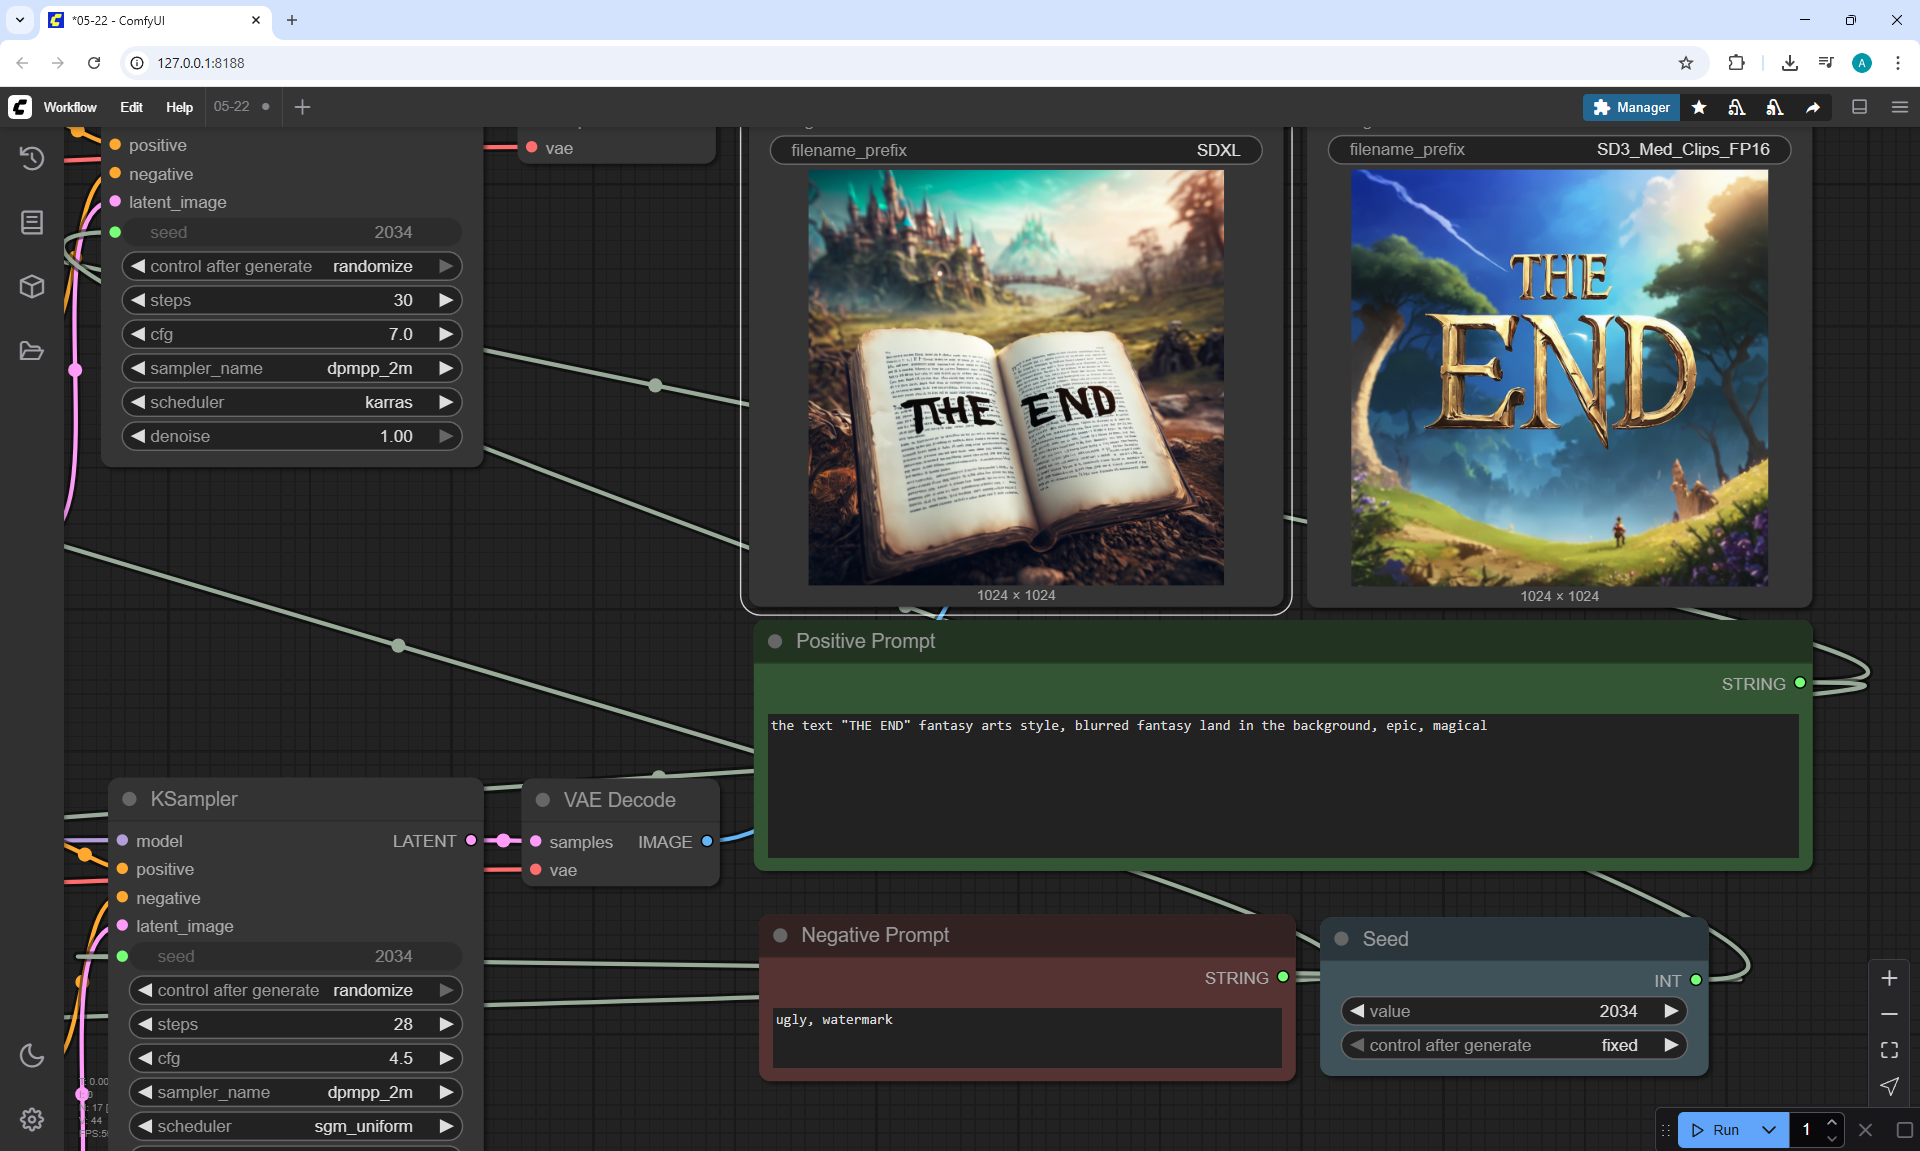 *05-22 - ComfyUI
127.0.0.1:8188
A
Workflow Edit Help 05-22
Manager
positive
negative
latent_image
seed 2034
control after generate randomize
steps 30
cfg 7.0
sampler_name dpmpp_2m
scheduler karras
denoise 1.00
vae
filename_prefix SDXL
THE END
1024 × 1024
filename_prefix SD3_Med_Clips_FP16
THE
END
1024 × 1024
Positive Prompt
STRING
the text "THE END" fantasy arts style, blurred fantasy land in the background, epic, magical
KSampler
model LATENT
positive
negative
latent_image
seed 2034
control after generate randomize
steps 28
cfg 4.5
sampler_name dpmpp_2m
scheduler sgm_uniform
VAE Decode
samples IMAGE
vae
Negative Prompt
STRING
ugly, watermark
Seed
INT
value 2034
control after generate fixed
Run 1